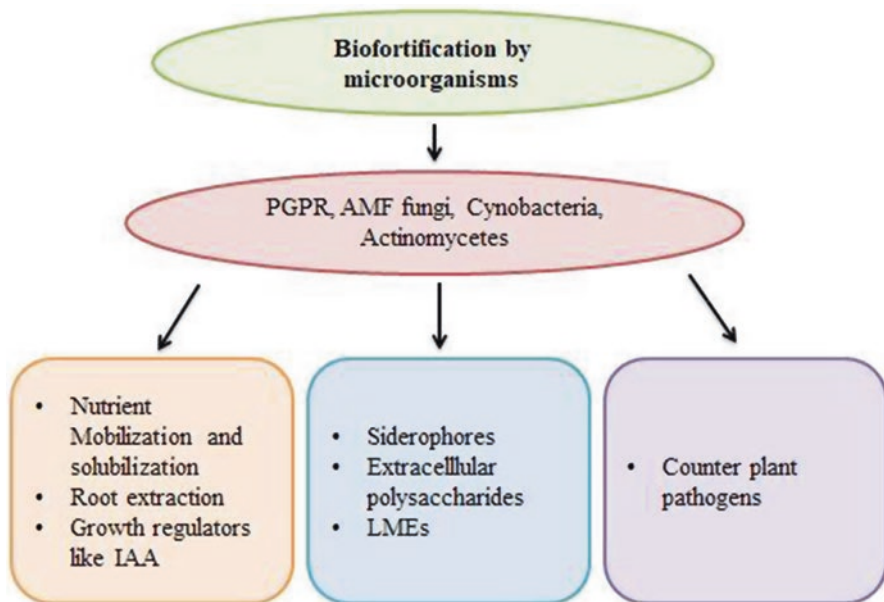 Biofortification by
microorganisms
PGPR, AMF fungi, Cynobacteria,
Actinomycetes
• Nutrient
Mobilization and
solubilization
• Root extraction
• Growth regulators
like IAA
• Siderophores
• Extracelllular
polysaccharides
• LMEs
• Counter plant
pathogens